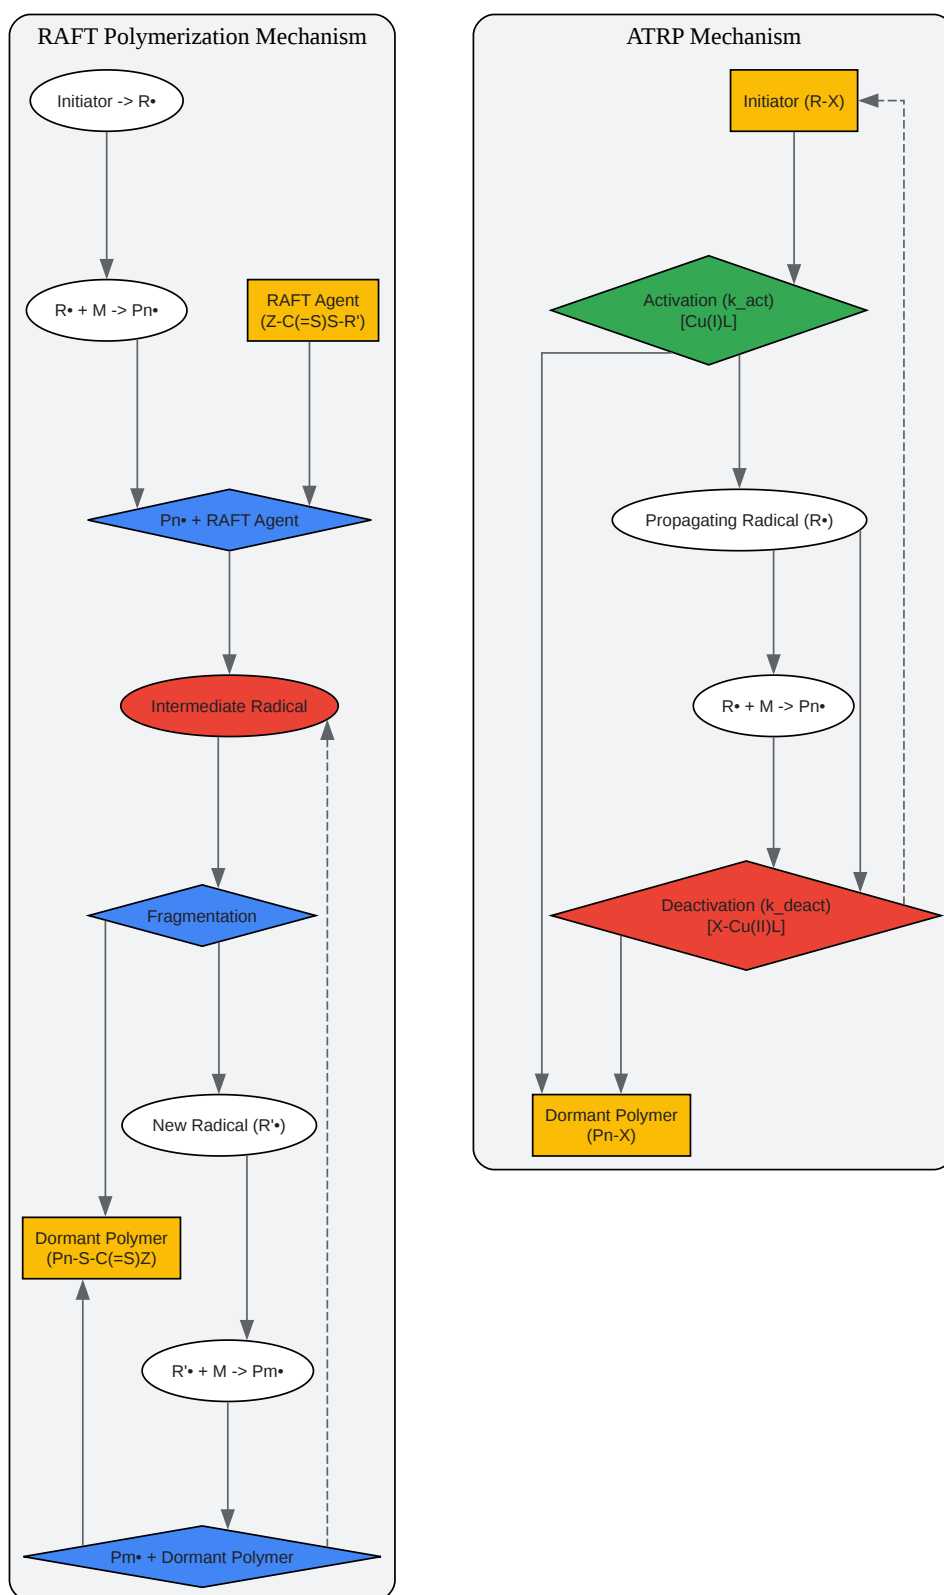 RAFT Polymerization Mechanism
Initiator -> R•
R• + M -> Pn•
RAFT Agent
(Z-C(=S)S-R')
Pn• + RAFT Agent
Intermediate Radical
Fragmentation
New Radical (R'•)
Dormant Polymer
(Pn-S-C(=S)Z)
R'• + M -> Pm•
Pm• + Dormant Polymer
ATRP Mechanism
Initiator (R-X)
Activation (k_act)
[Cu(I)L]
Propagating Radical (R•)
R• + M -> Pn•
Deactivation (k_deact)
[X-Cu(II)L]
Dormant Polymer
(Pn-X)